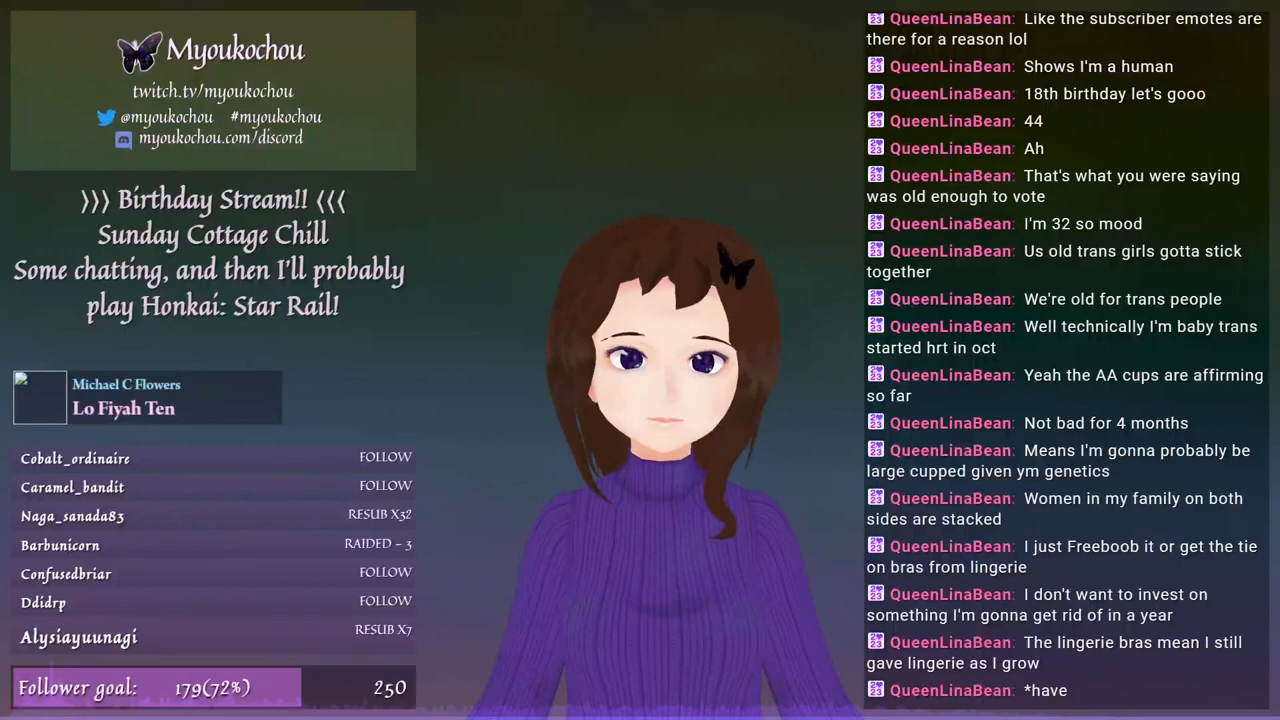 Myoukochou
twitch.tv/myoukochou
@myoukochou #myoukochou
myoukochou.com/discord
⟩⟩⟩ Birthday Stream!! ⟨⟨⟨
Sunday Cottage Chill
Some chatting, and then I'll probably
play Honkai: Star Rail!
Michael C Flowers
Lo Fiyah Ten
Cobalt_ordinaire FOLLOW
Caramel_bandit FOLLOW
Naga_sanada83 RESUB X32
Barbunicorn RAIDED - 3
Confusedbriar FOLLOW
Ddidrp FOLLOW
Alysiayuunagi RESUB X7
Follower goal: 179(72%) 250
QueenLinaBean: Like the subscriber emotes are
there for a reason lol
QueenLinaBean: Shows I'm a human
QueenLinaBean: 18th birthday let's gooo
QueenLinaBean: 44
QueenLinaBean: Ah
QueenLinaBean: That's what you were saying
was old enough to vote
QueenLinaBean: I'm 32 so mood
QueenLinaBean: Us old trans girls gotta stick
together
QueenLinaBean: We're old for trans people
QueenLinaBean: Well technically I'm baby trans
started hrt in oct
QueenLinaBean: Yeah the AA cups are affirming
so far
QueenLinaBean: Not bad for 4 months
QueenLinaBean: Means I'm gonna probably be
large cupped given ym genetics
QueenLinaBean: Women in my family on both
sides are stacked
QueenLinaBean: I just Freeboob it or get the tie
on bras from lingerie
QueenLinaBean: I don't want to invest on
something I'm gonna get rid of in a year
QueenLinaBean: The lingerie bras mean I still
gave lingerie as I grow
QueenLinaBean: *have